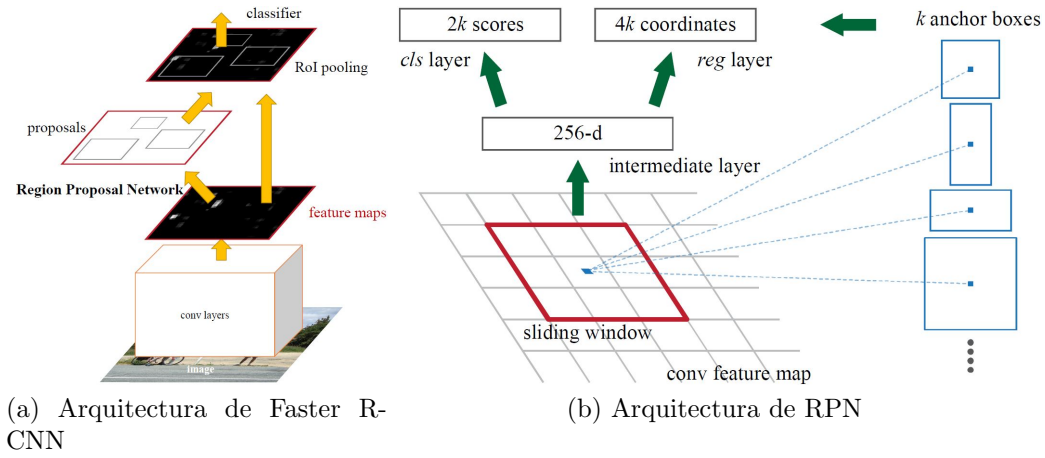 classifier
RoI pooling
proposals
Region Proposal Network
feature maps
conv layers
image
(a) Arquitectura de Faster R-
CNN
2k scores
4k coordinates
k anchor boxes
cls layer
reg layer
256-d
intermediate layer
sliding window
conv feature map
(b) Arquitectura de RPN